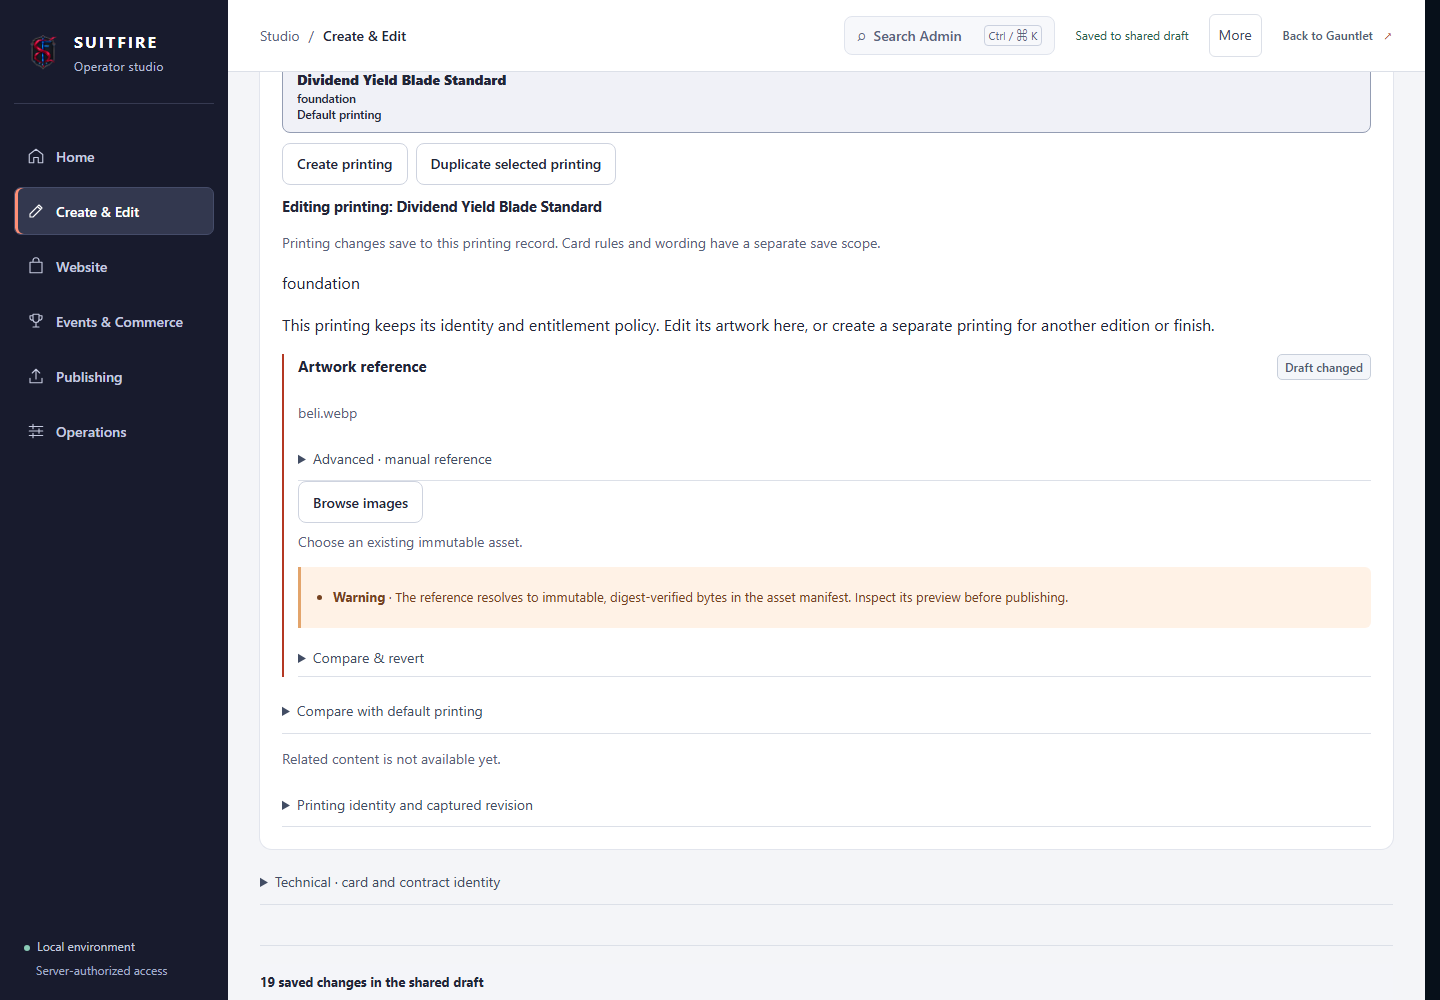 SUITFIRE
Operator studio
Home
Create & Edit
Website
Events & Commerce
Publishing
Operations
Local environment
Server-authorized access
Studio / Create & Edit
Search Admin Ctrl / ⌘ K
Saved to shared draft
More
Back to Gauntlet ↗
Dividend Yield Blade Standard
foundation
Default printing
Create printing
Duplicate selected printing
Editing printing: Dividend Yield Blade Standard
Printing changes save to this printing record. Card rules and wording have a separate save scope.
foundation
This printing keeps its identity and entitlement policy. Edit its artwork here, or create a separate printing for another edition or finish.
Artwork reference
Draft changed
beli.webp
Advanced · manual reference
Browse images
Choose an existing immutable asset.
• Warning · The reference resolves to immutable, digest-verified bytes in the asset manifest. Inspect its preview before publishing.
Compare & revert
Compare with default printing
Related content is not available yet.
Printing identity and captured revision
Technical · card and contract identity
19 saved changes in the shared draft